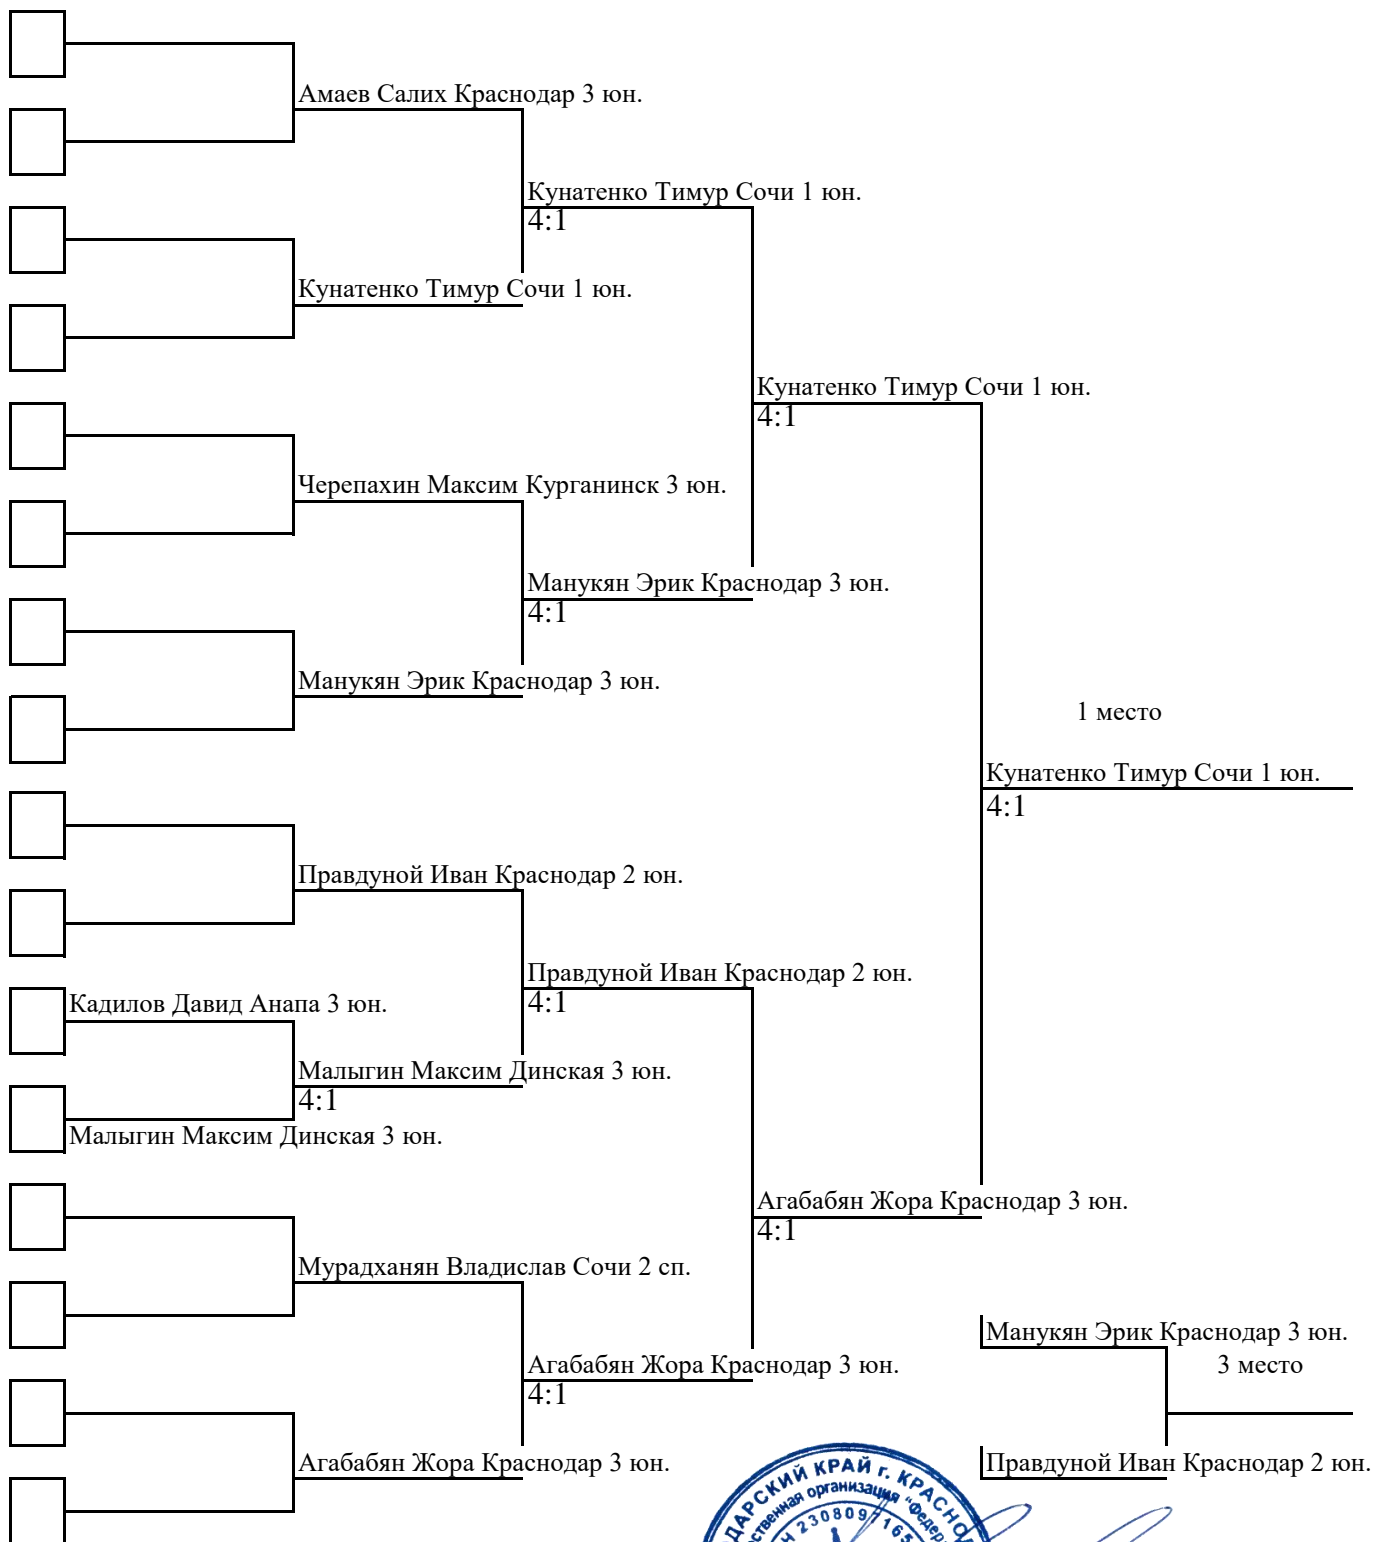 Амаев Салих Краснодар 3 юн.
Кунатенко Тимур Сочи 1 юн.
4:1
Кунатенко Тимур Сочи 1 юн.
Кунатенко Тимур Сочи 1 юн.
4:1
Черепахин Максим Курганинск 3 юн.
Манукян Эрик Краснодар 3 юн.
4:1
Манукян Эрик Краснодар 3 юн.
1 место
Кунатенко Тимур Сочи 1 юн.
4:1
Правдуной Иван Краснодар 2 юн.
Правдуной Иван Краснодар 2 юн.
4:1
Кадилов Давид Анапа 3 юн.
Малыгин Максим Динская 3 юн.
4:1
Малыгин Максим Динская 3 юн.
Агабабян Жора Краснодар 3 юн.
4:1
Мурадханян Владислав Сочи 2 сп.
Манукян Эрик Краснодар 3 юн.
3 место
Агабабян Жора Краснодар 3 юн.
4:1
Агабабян Жора Краснодар 3 юн.
Правдуной Иван Краснодар 2 юн.
КИЙ КРАЙ г.
организация